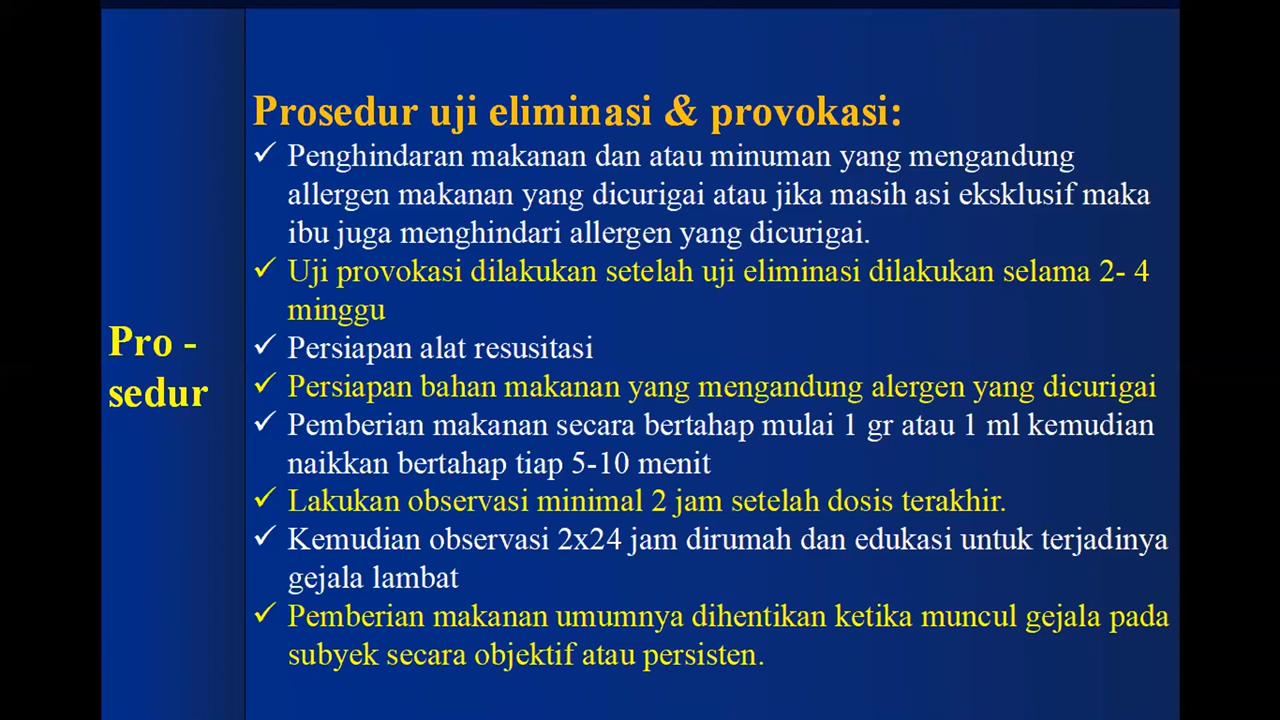 Pro -
sedur
Prosedur uji eliminasi & provokasi:
✓ Penghindaran makanan dan atau minuman yang mengandung
allergen makanan yang dicurigai atau jika masih asi eksklusif maka
ibu juga menghindari allergen yang dicurigai.
✓ Uji provokasi dilakukan setelah uji eliminasi dilakukan selama 2- 4
minggu
✓ Persiapan alat resusitasi
✓ Persiapan bahan makanan yang mengandung alergen yang dicurigai
✓ Pemberian makanan secara bertahap mulai 1 gr atau 1 ml kemudian
naikkan bertahap tiap 5-10 menit
✓ Lakukan observasi minimal 2 jam setelah dosis terakhir.
✓ Kemudian observasi 2x24 jam dirumah dan edukasi untuk terjadinya
gejala lambat
✓ Pemberian makanan umumnya dihentikan ketika muncul gejala pada
subyek secara objektif atau persisten.